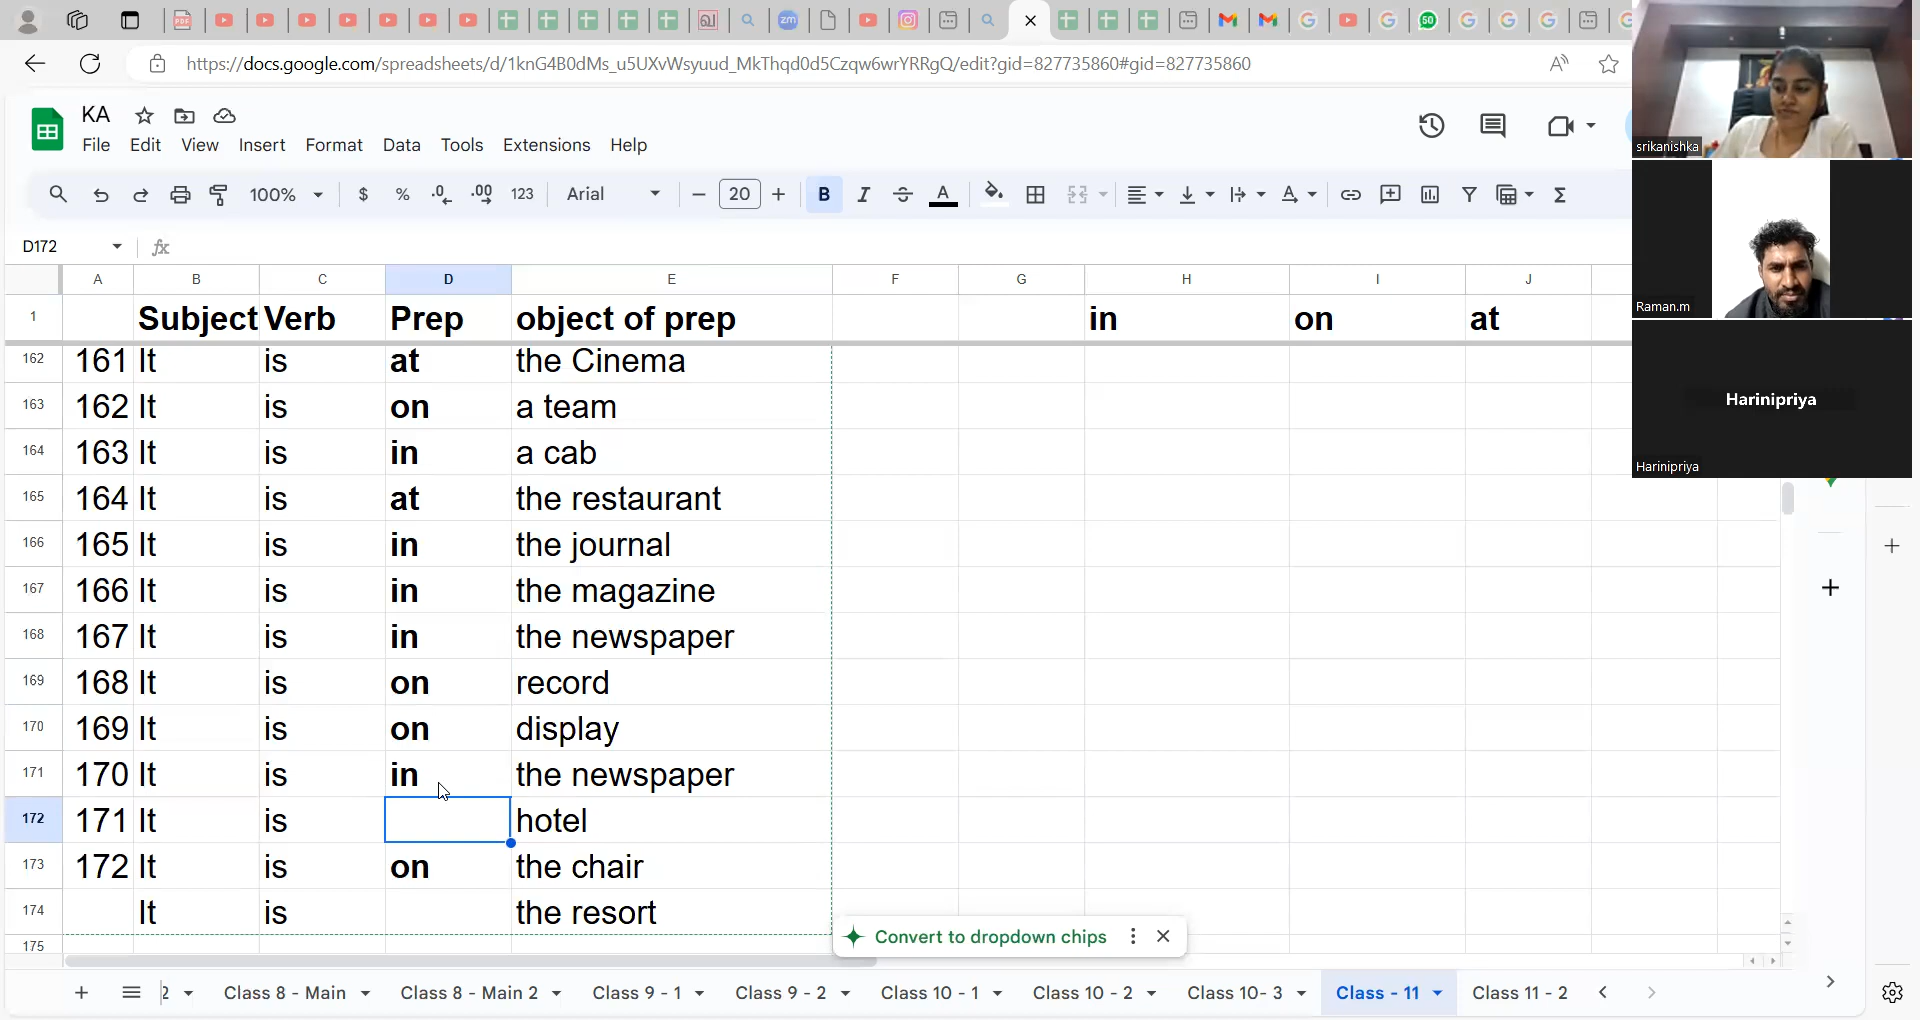 https://docs.google.com/spreadsheets/d/1knG4B0dMs_u5UXvWsyuud_MkThqd0d5Czqw6wrYRRgQ/edit?gid=827735860#gid=827735860
KA
File Edit View Insert Format Data Tools Extensions Help
100% $ % .0 .00 123 Arial 20 B I S A
D172 fx
A B C D E F G H I J
1 Subject Verb Prep object of prep in on at
162 161 It is at the Cinema
163 162 It is on a team
164 163 It is in a cab
165 164 It is at the restaurant
166 165 It is in the journal
167 166 It is in the magazine
168 167 It is in the newspaper
169 168 It is on record
170 169 It is on display
171 170 It is in the newspaper
172 171 It is hotel
173 172 It is on the chair
174 It is the resort
175
Convert to dropdown chips
2 Class 8 - Main Class 8 - Main 2 Class 9 - 1 Class 9 - 2 Class 10 - 1 Class 10 - 2 Class 10- 3 Class - 11 Class 11 - 2
srikanishka
Raman.m
Harinipriya
Harinipriya